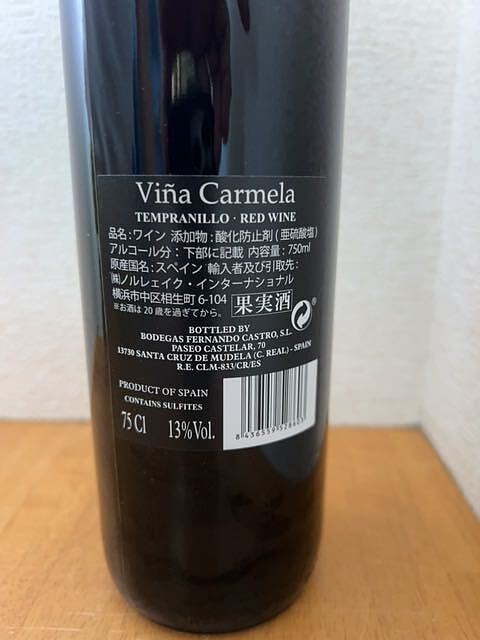 Viña Carmela
TEMPRANILLO · RED WINE
品名:ワイン 添加物:酸化防止剤(亜硫酸塩)
アルコール分:下部に記載 内容量:750ml
原産国名:スペイン 輸入者及び引取先:
㈱ノルレェイク・インターナショナル
横浜市中区相生町 6-104 果実酒
※お酒は20歳を過ぎてから。
BOTTLED BY
BODEGAS FERNANDO CASTRO, S.L.
PASEO CASTELAR, 70
13730 SANTA CRUZ DE MUDELA (C. REAL) - SPAIN
R.E. CLM-833/CR/ES
PRODUCT OF SPAIN
CONTAINS SULFITES
75 Cl 13% Vol.